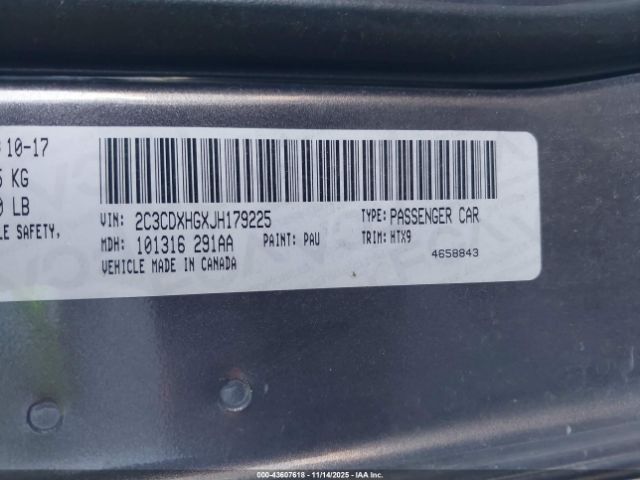 10-17
KG
LB
LE SAFETY,
VIN: 2C3CDXHGXJH179225
TYPE: PASSENGER CAR
MDH: 101316 291AA
PAINT: PAU
TRIM: HTX9
VEHICLE MADE IN CANADA
4658843
00 - 43607618 - 11/14/2025 - IAA Inc.